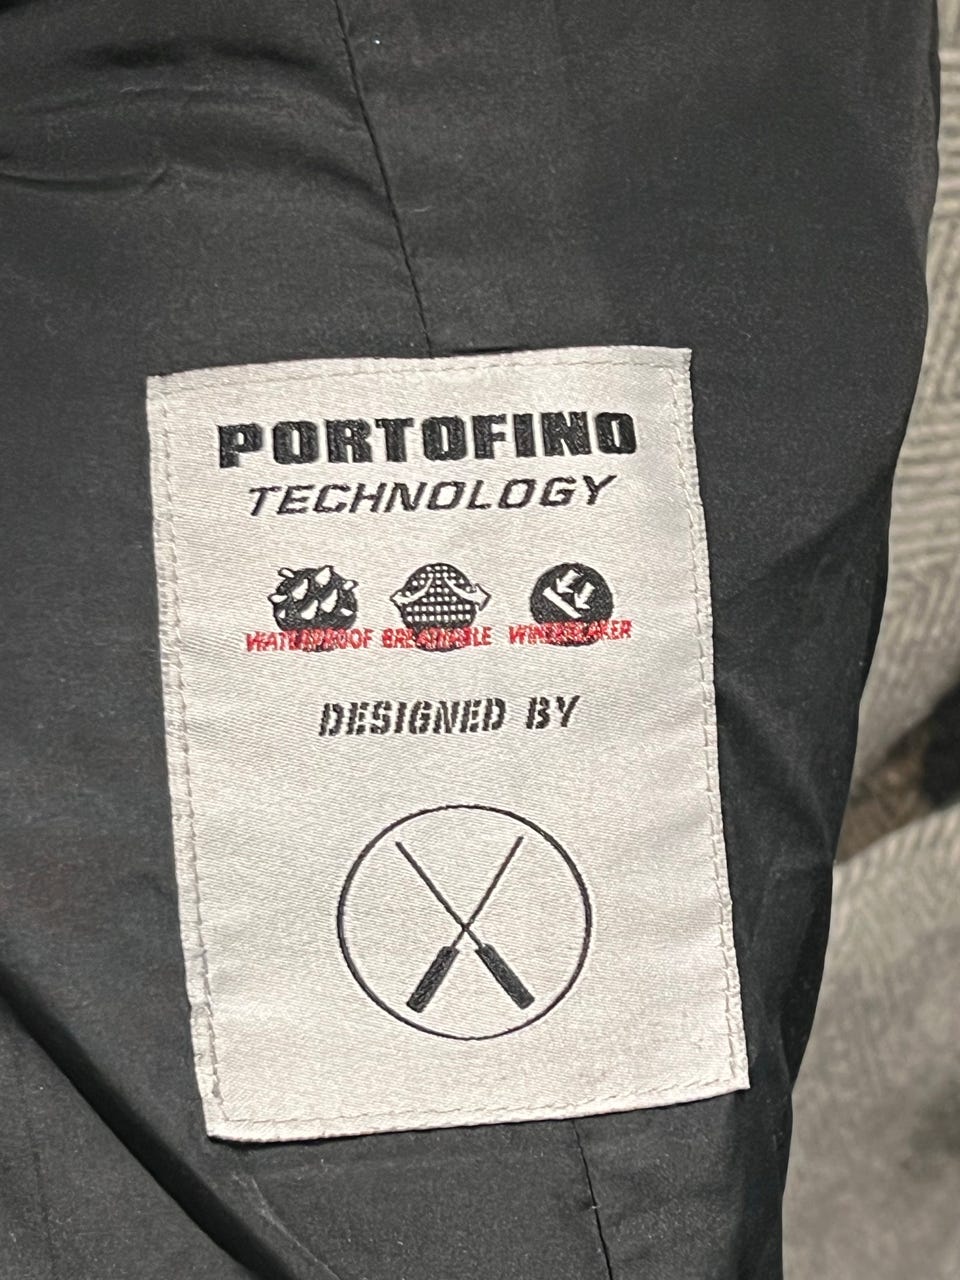 PORTOFINO
TECHNOLOGY
WATERPROOF BREATHABLE WINDBREAKER
DESIGNED BY